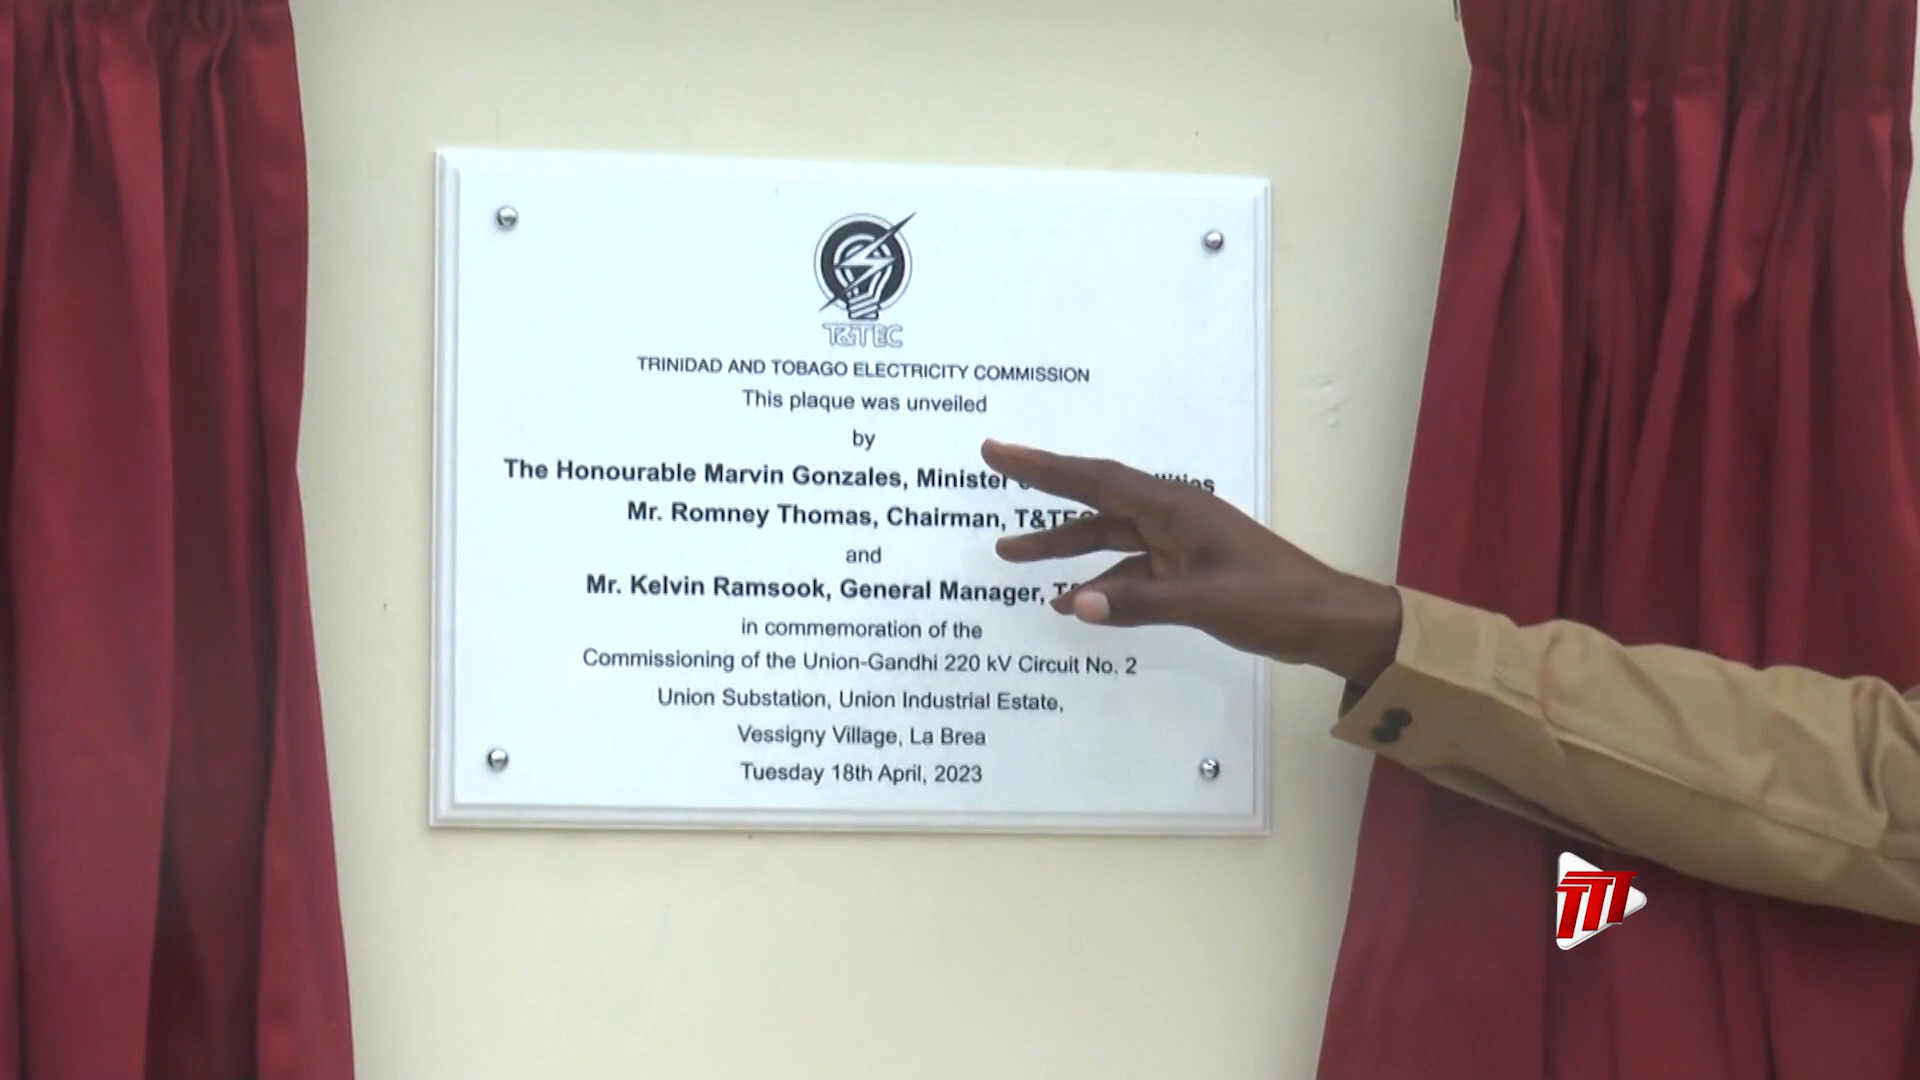 T&TEC
TRINIDAD AND TOBAGO ELECTRICITY COMMISSION
This plaque was unveiled
by
The Honourable Marvin Gonzales, Minister
Mr. Romney Thomas, Chairman, T&TEC
and
Mr. Kelvin Ramsook, General Manager,
in commemoration of the
Commissioning of the Union-Gandhi 220 kV Circuit No. 2
Union Substation, Union Industrial Estate,
Vessigny Village, La Brea
Tuesday 18th April, 2023
TTT